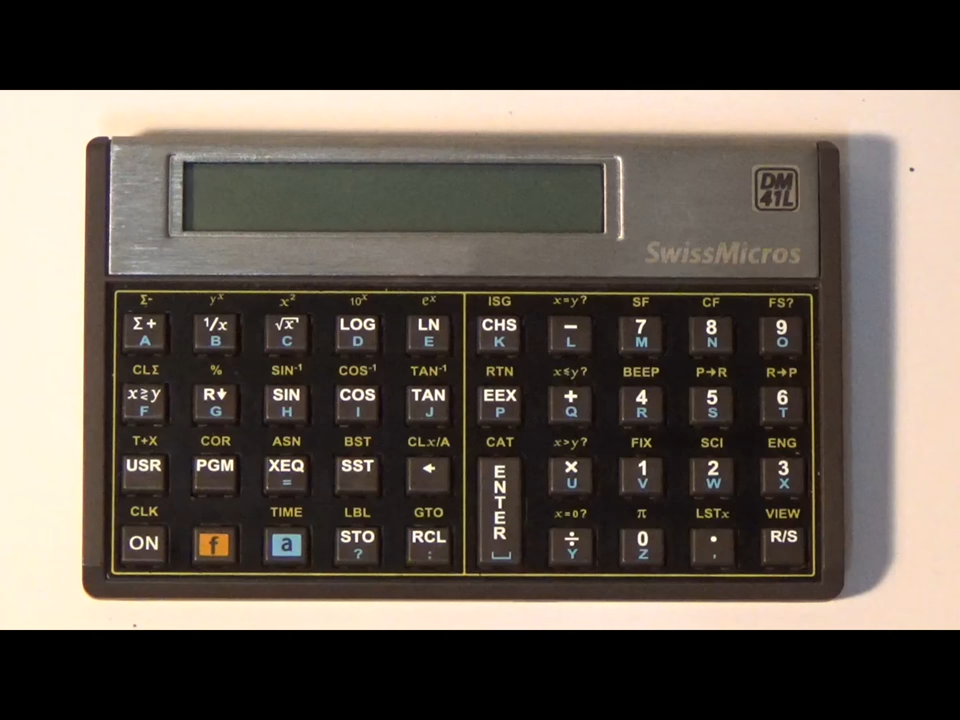 DM
41L
SwissMicros
Σ- yˣ x² 10ˣ eˣ ISG x=y? SF CF FS?
Σ+ 1/x √x LOG LN CHS − 7 8 9
A B C D E K L M N O
CLΣ % SIN⁻¹ COS⁻¹ TAN⁻¹ RTN x≤y? BEEP P→R R→P
x≷y R↓ SIN COS TAN EEX + 4 5 6
F G H I J P Q R S T
T+X COR ASN BST CLx/A CAT x>y? FIX SCI ENG
USR PGM XEQ SST ← ENTER × 1 2 3
= U V W X
CLK TIME LBL GTO x=0? π LSTx VIEW
ON f a STO RCL ÷ 0 . R/S
? : ⎵ Y Z ,